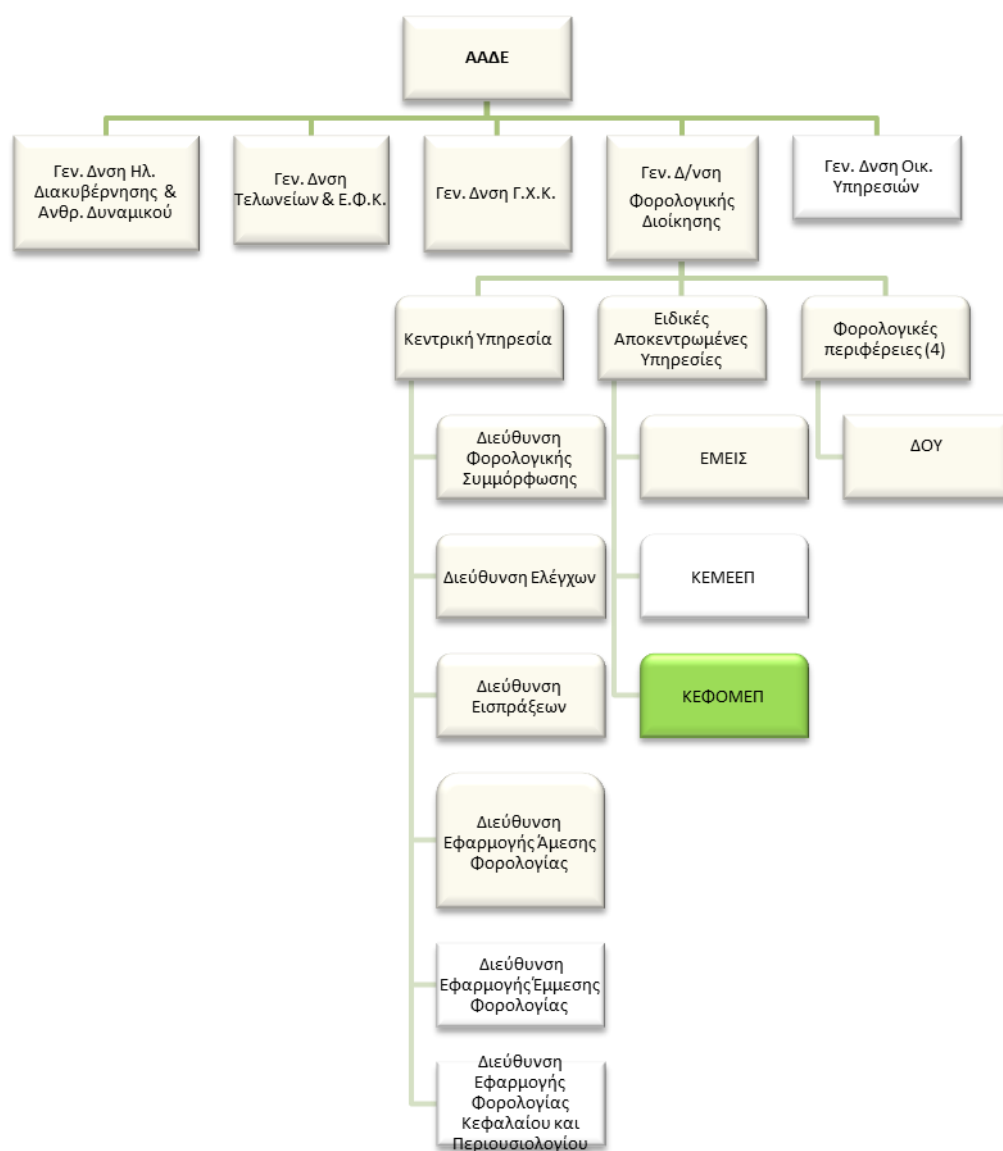 ΑΑΔΕ
Γεν. Δνση Ηλ.
Διακυβέρνησης &
Ανθρ. Δυναμικού
Γεν. Δνση
Τελωνείων & Ε.Φ.Κ.
Γεν. Δνση Γ.Χ.Κ.
Γεν. Δ/νση
Φορολογικής
Διοίκησης
Γεν. Δνση Οικ.
Υπηρεσιών
Κεντρική Υπηρεσία
Ειδικές
Αποκεντρωμένες
Υπηρεσίες
Φορολογικές
περιφέρειες (4)
Διεύθυνση
Φορολογικής
Συμμόρφωσης
ΕΜΕΙΣ
ΔΟΥ
Διεύθυνση Ελέγχων
ΚΕΜΕΕΠ
Διεύθυνση
Εισπράξεων
ΚΕΦΟΜΕΠ
Διεύθυνση
Εφαρμογής Άμεσης
Φορολογίας
Διεύθυνση
Εφαρμογής Έμμεσης
Φορολογίας
Διεύθυνση
Εφαρμογής
Φορολογίας
Κεφαλαίου και
Περιουσιολογίου